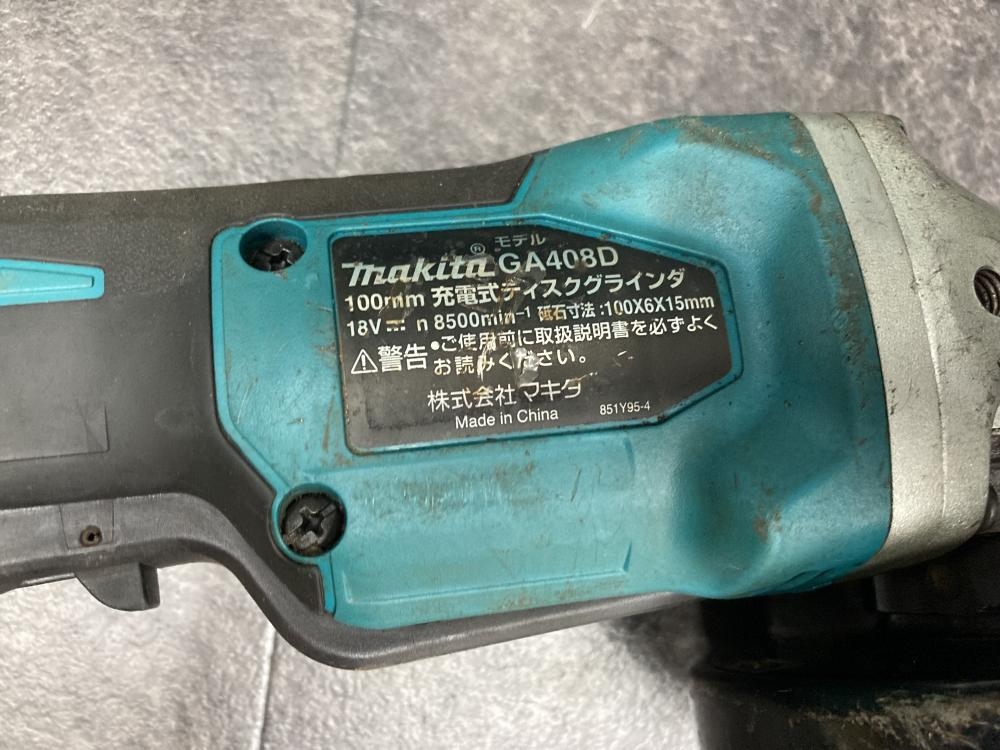 モデル
makita® GA408D
100mm 充電式ディスクグラインダ
18V ⎓ n 8500min⁻¹ 砥石寸法:100X6X15mm
⚠警告 •ご使用前に取扱説明書を必ずよく
お読みください。
株式会社 マキタ
Made in China 851Y95-4